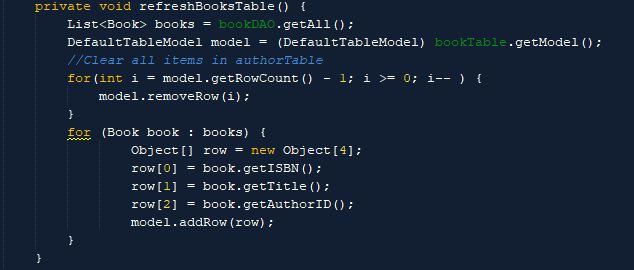 private void refreshBooksTable() {
List<Book> books = bookDAO.getAll();
DefaultTableModel model = (DefaultTableModel) bookTable.getModel();
//Clear all items in authorTable
for(int i = model.getRowCount() - 1; i >= 0; i-- ) {
model.removeRow(i);
}
for (Book book : books) {
Object[] row = new Object[4];
row[0] = book.getISBN();
row[1] = book.getTitle();
row[2] = book.getAuthorID();
model.addRow(row);
}
}